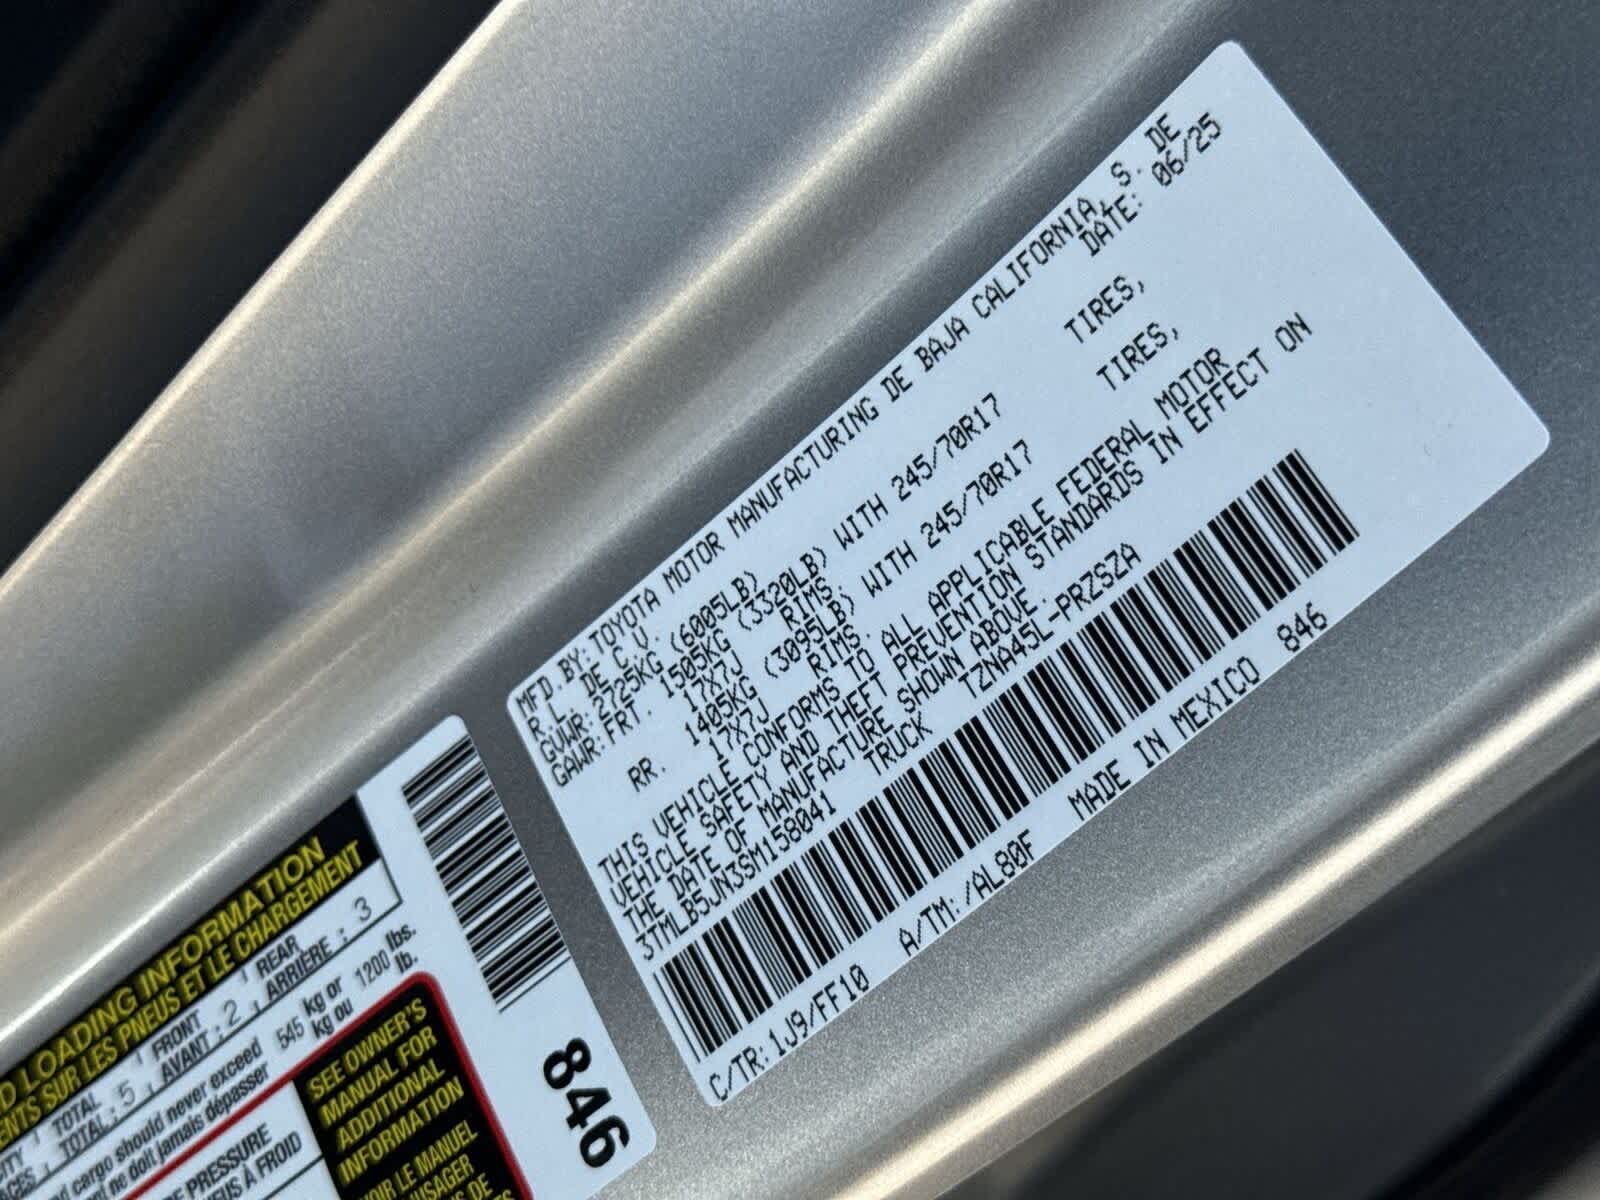 MFD. BY: TOYOTA MOTOR MANUFACTURING DE BAJA CALIFORNIA, S. DE
R.L. DE C.V. DATE: 06/25
GVWR: 2725KG (6005LB)
GAWR: FRT. 1505KG (3320LB) WITH 245/70R17 TIRES,
17X7J RIMS.
RR. 1405KG (3095LB) WITH 245/70R17 TIRES,
17X7J RIMS.
THIS VEHICLE CONFORMS TO ALL APPLICABLE FEDERAL MOTOR
VEHICLE SAFETY AND THEFT PREVENTION STANDARDS IN EFFECT ON
THE DATE OF MANUFACTURE SHOWN ABOVE.
3TMLB5JN3SM158041 TRUCK TZNA45L-PRZSZA
C/TR: 1J9/FF10 A/TM: /AL80F MADE IN MEXICO 846
846
LOADING INFORMATION
SUR LES PNEUS ET LE CHARGEMENT
TOTAL FRONT REAR
TOTAL : 5 AVANT : 2 ARRIÈRE : 3
cargo should never exceed 545 kg or 1200 lbs.
ne doit jamais dépasser kg ou lb.
PRESSURE
À FROID
SEE OWNER'S
MANUAL FOR
ADDITIONAL
INFORMATION
VOIR LE MANUEL